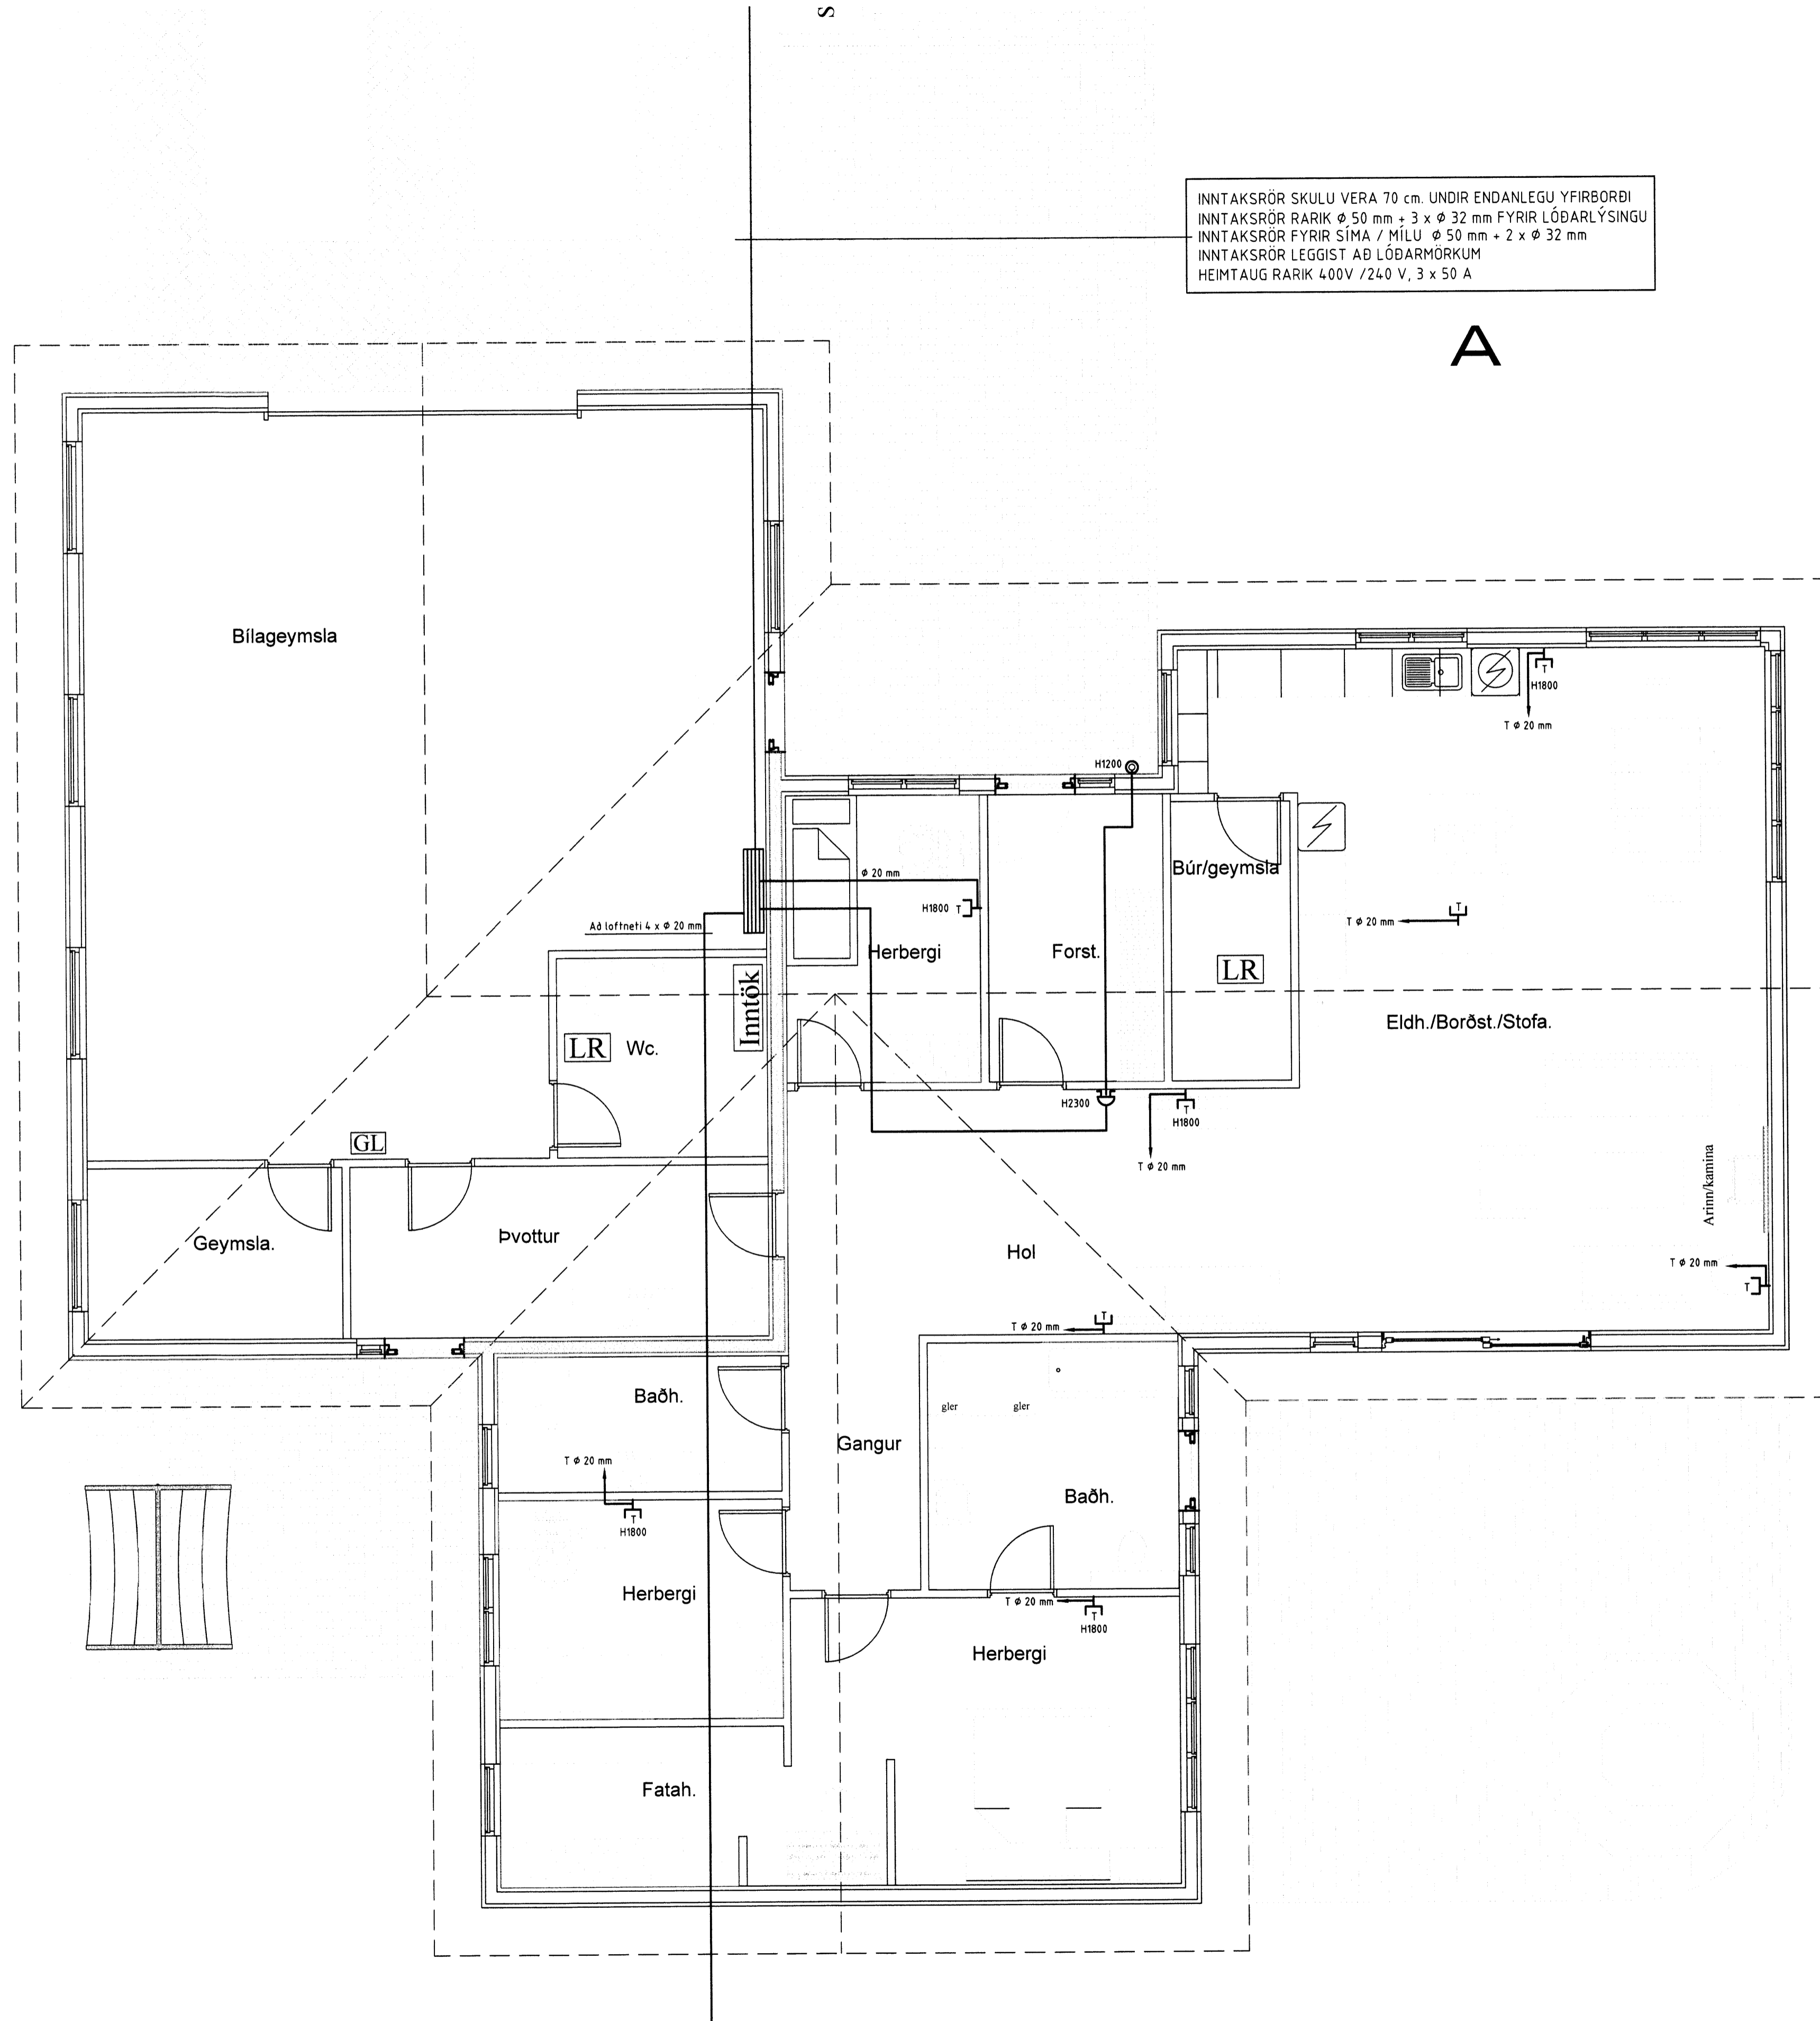 S
INNTAKSRÖR SKULU VERA 70 cm. UNDIR ENDANLEGU YFIRBORÐI
INNTAKSRÖR RARIK ϕ 50 mm + 3 x ϕ 32 mm FYRIR LÓÐARLÝSINGU
INNTAKSRÖR FYRIR SÍMA / MÍLU ϕ 50 mm + 2 x ϕ 32 mm
INNTAKSRÖR LEGGIST AÐ LÓÐARMÖRKUM
HEIMTAUG RARIK 400V /240 V, 3 x 50 A
A
Bílageymsla
T
H1800
T ϕ 20 mm
H1200
Búr/geymsla
ϕ 20 mm
H1800 T
T
T ϕ 20 mm
Að loftneti 4 x ϕ 20 mm
Herbergi
Forst.
LR
Inntök
Eldh./Borðst./Stofa.
LR
Wc.
H2300
T
H1800
GL
T ϕ 20 mm
Arinn/kamina
Geymsla.
Þvottur
Hol
T ϕ 20 mm
T
T
T ϕ 20 mm
Baðh.
gler
gler
Gangur
T ϕ 20 mm
Baðh.
T
H1800
Herbergi
T ϕ 20 mm
T
H1800
Herbergi
Fatah.